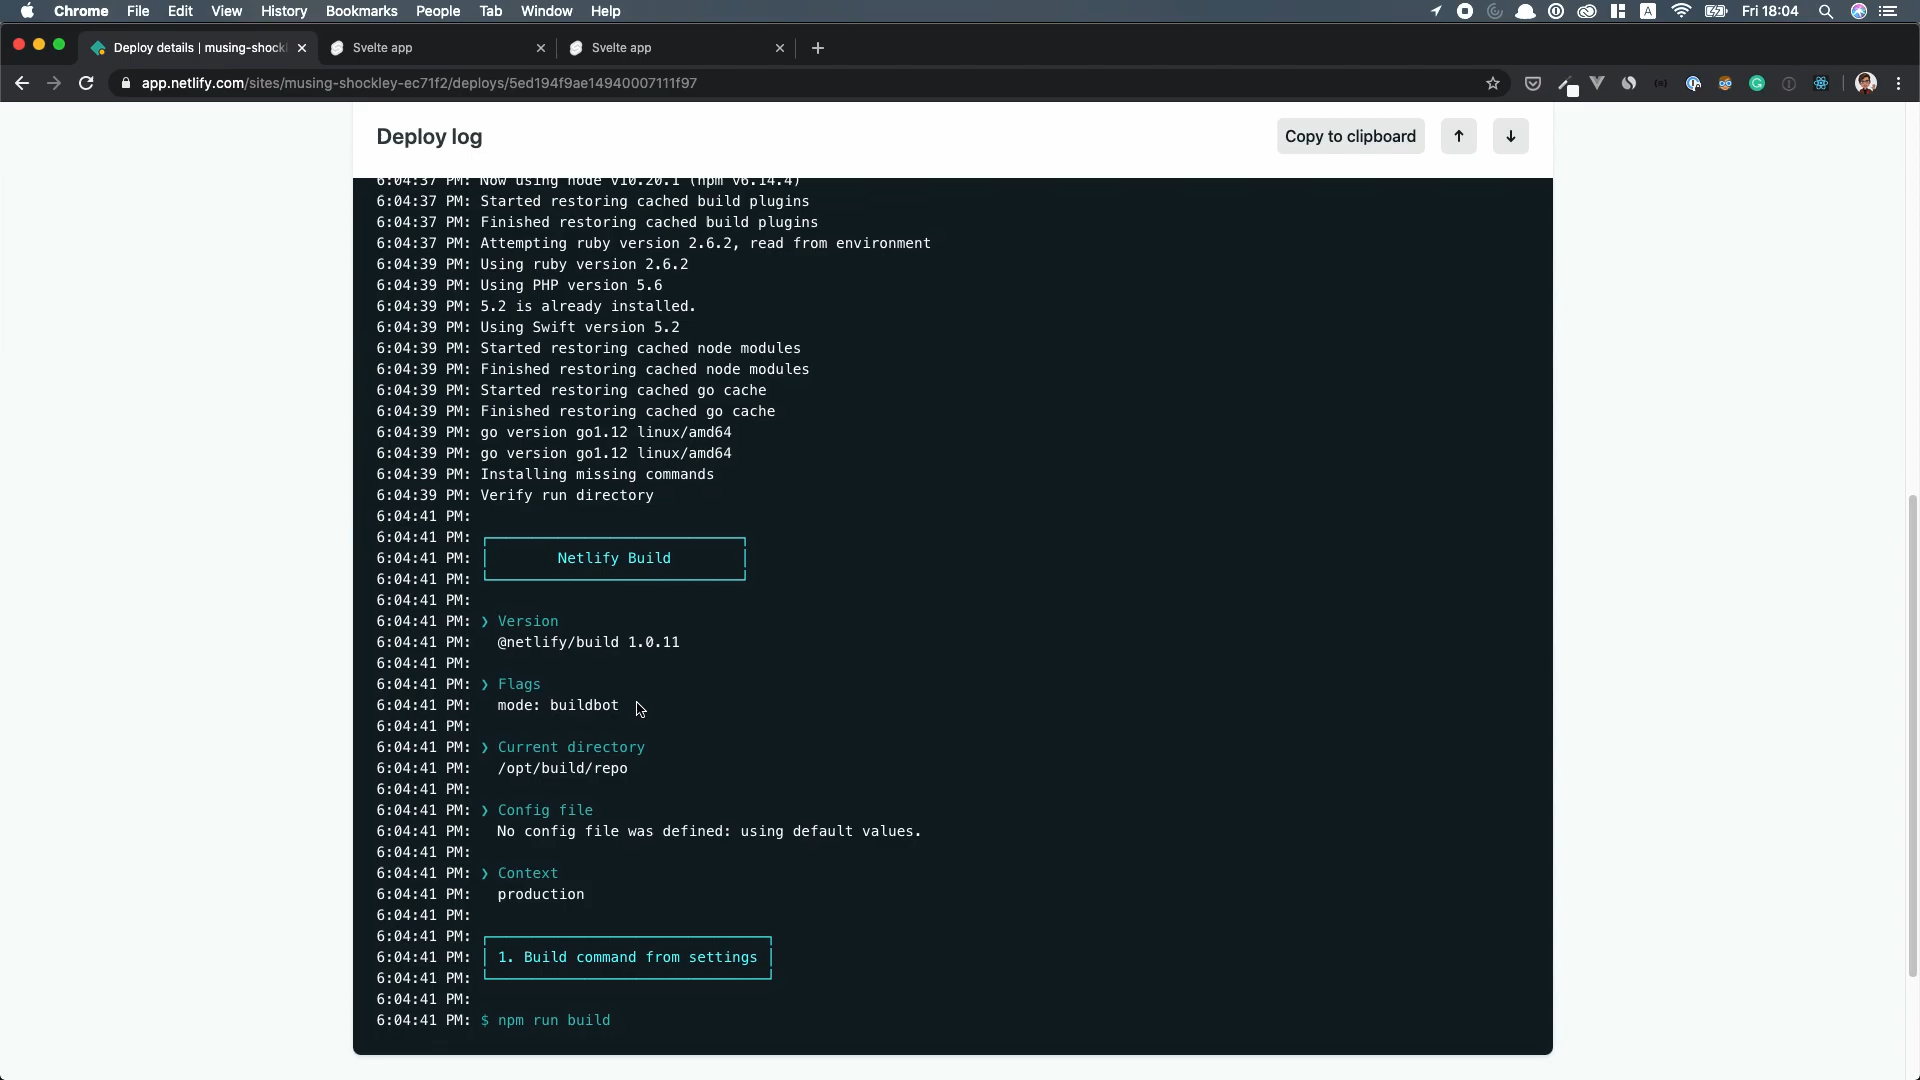 Chrome File Edit View History Bookmarks People Tab Window Help
A
Fri 18:04
Deploy details | musing-shockl
Svelte app
Svelte app
app.netlify.com/sites/musing-shockley-ec71f2/deploys/5ed194f9ae14940007111f97
Deploy log
Copy to clipboard
↑
↓
6:04:37 PM: Now using node v10.20.1 (npm v6.14.4)
6:04:37 PM: Started restoring cached build plugins
6:04:37 PM: Finished restoring cached build plugins
6:04:37 PM: Attempting ruby version 2.6.2, read from environment
6:04:39 PM: Using ruby version 2.6.2
6:04:39 PM: Using PHP version 5.6
6:04:39 PM: 5.2 is already installed.
6:04:39 PM: Using Swift version 5.2
6:04:39 PM: Started restoring cached node modules
6:04:39 PM: Finished restoring cached node modules
6:04:39 PM: Started restoring cached go cache
6:04:39 PM: Finished restoring cached go cache
6:04:39 PM: go version go1.12 linux/amd64
6:04:39 PM: go version go1.12 linux/amd64
6:04:39 PM: Installing missing commands
6:04:39 PM: Verify run directory
6:04:41 PM:
6:04:41 PM:
6:04:41 PM: Netlify Build
6:04:41 PM:
6:04:41 PM:
6:04:41 PM: ❯ Version
6:04:41 PM: @netlify/build 1.0.11
6:04:41 PM:
6:04:41 PM: ❯ Flags
6:04:41 PM: mode: buildbot
6:04:41 PM:
6:04:41 PM: ❯ Current directory
6:04:41 PM: /opt/build/repo
6:04:41 PM:
6:04:41 PM: ❯ Config file
6:04:41 PM: No config file was defined: using default values.
6:04:41 PM:
6:04:41 PM: ❯ Context
6:04:41 PM: production
6:04:41 PM:
6:04:41 PM:
6:04:41 PM: 1. Build command from settings
6:04:41 PM:
6:04:41 PM:
6:04:41 PM: $ npm run build